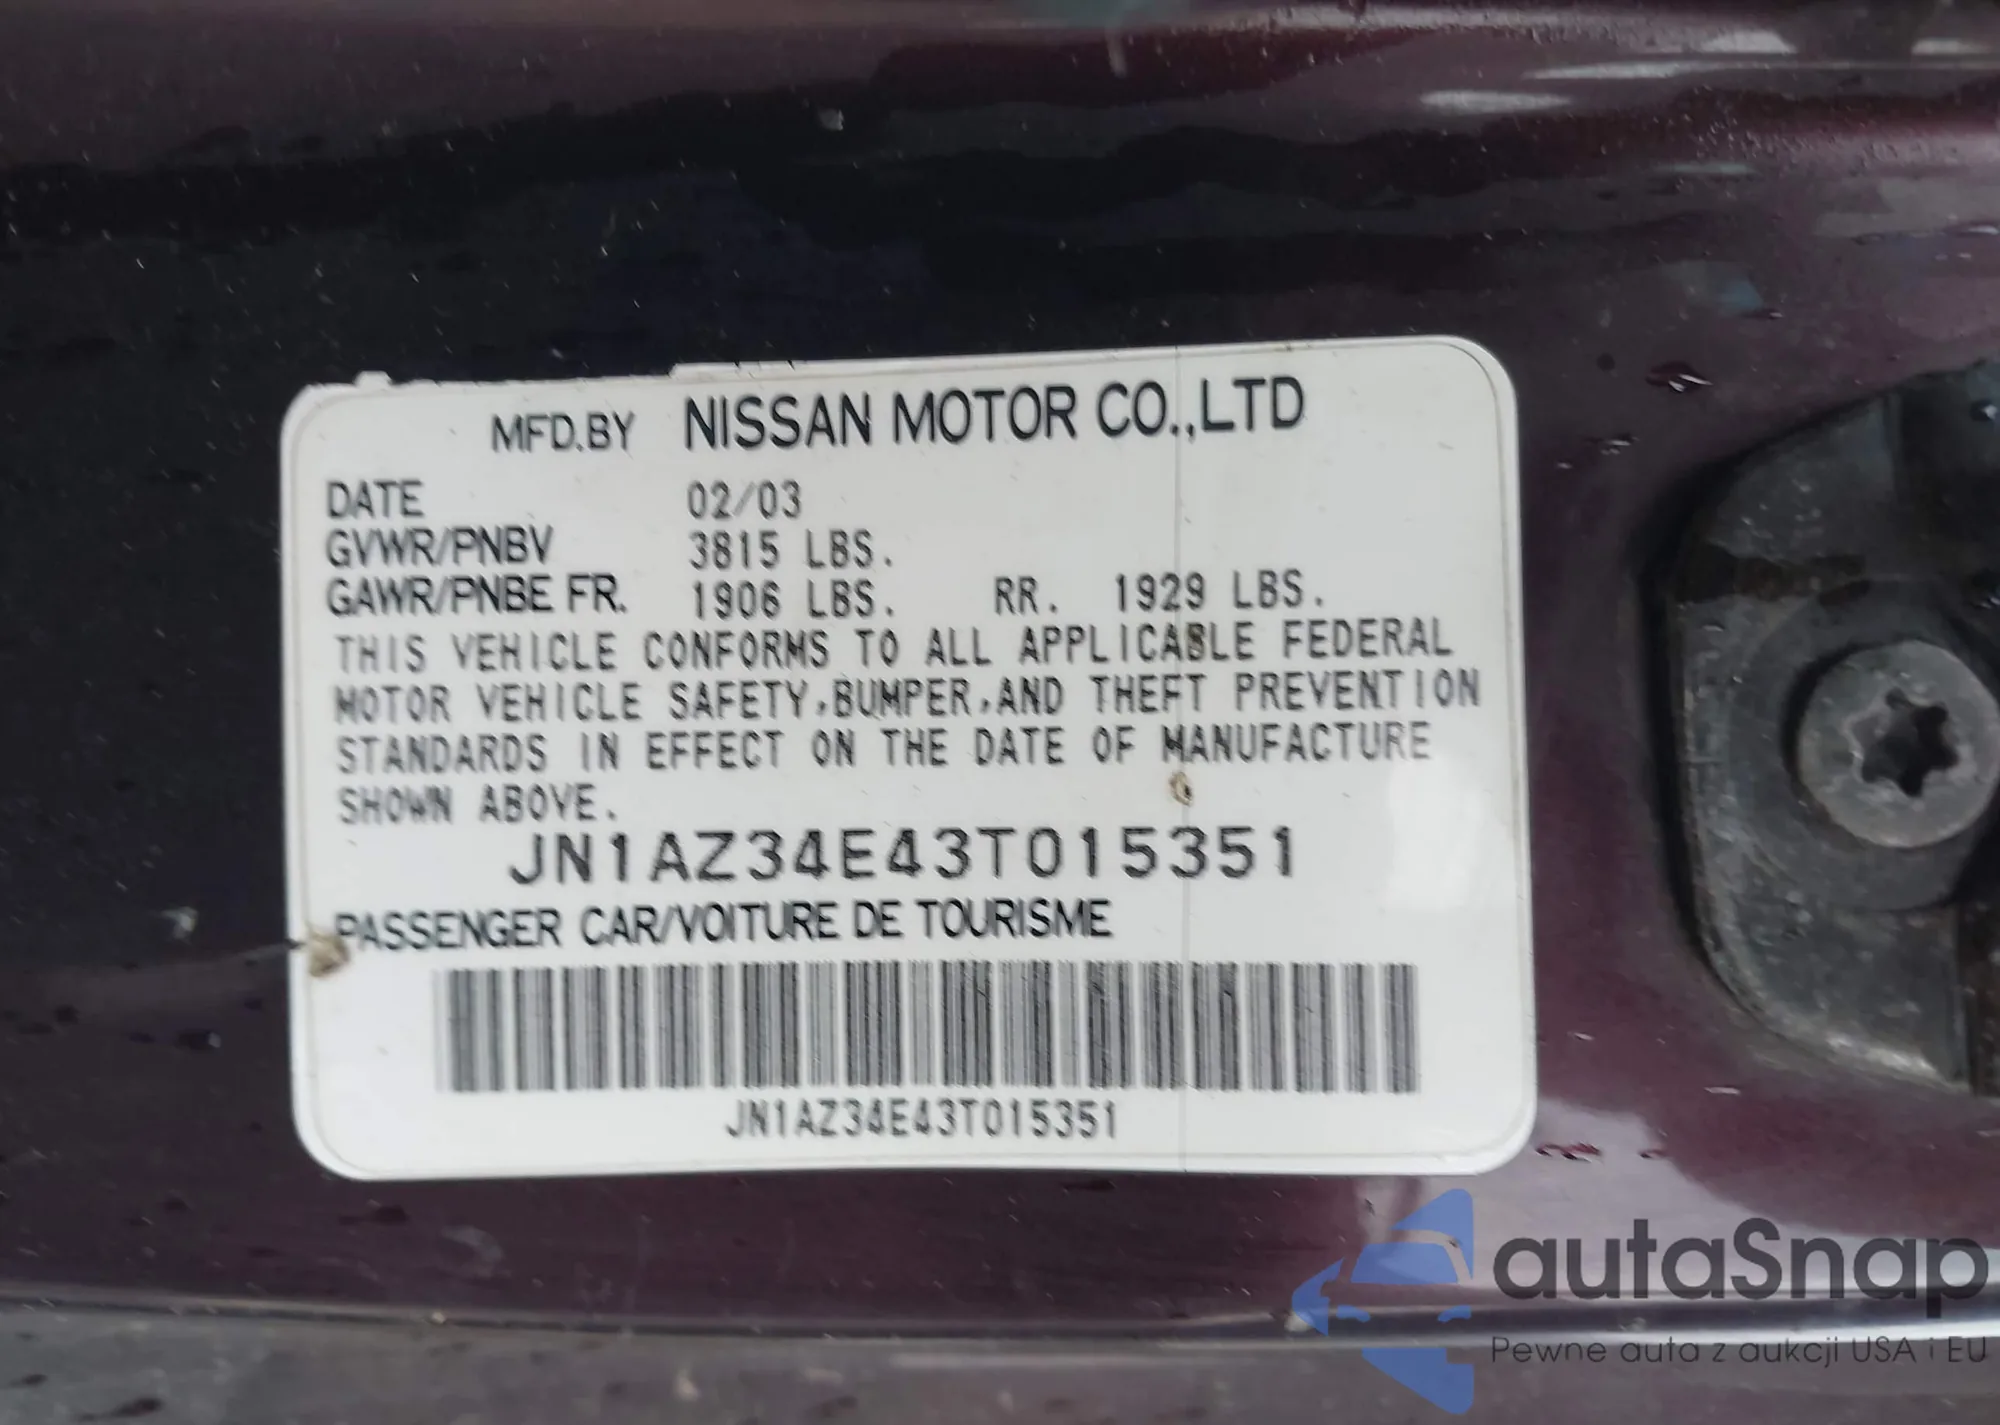 MFD.BY NISSAN MOTOR CO.,LTD
DATE 02/03
GVWR/PNBV 3815 LBS.
GAWR/PNBE FR. 1906 LBS. RR. 1929 LBS.
THIS VEHICLE CONFORMS TO ALL APPLICABLE FEDERAL
MOTOR VEHICLE SAFETY,BUMPER,AND THEFT PREVENTION
STANDARDS IN EFFECT ON THE DATE OF MANUFACTURE
SHOWN ABOVE.
JN1AZ34E43T015351
PASSENGER CAR/VOITURE DE TOURISME
JN1AZ34E43T015351
autaSnap
Pewne auta z aukcji USA i EU